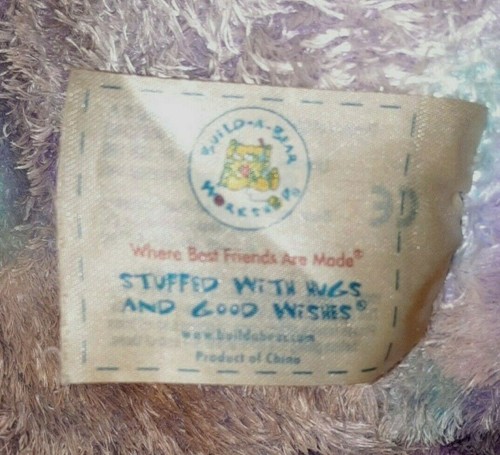 BUILD-A-BEAR
WORKSHOP
Where Best Friends Are Made®
STUFFED WITH HUGS
AND GOOD WISHES®
www.buildabear.com
Product of China